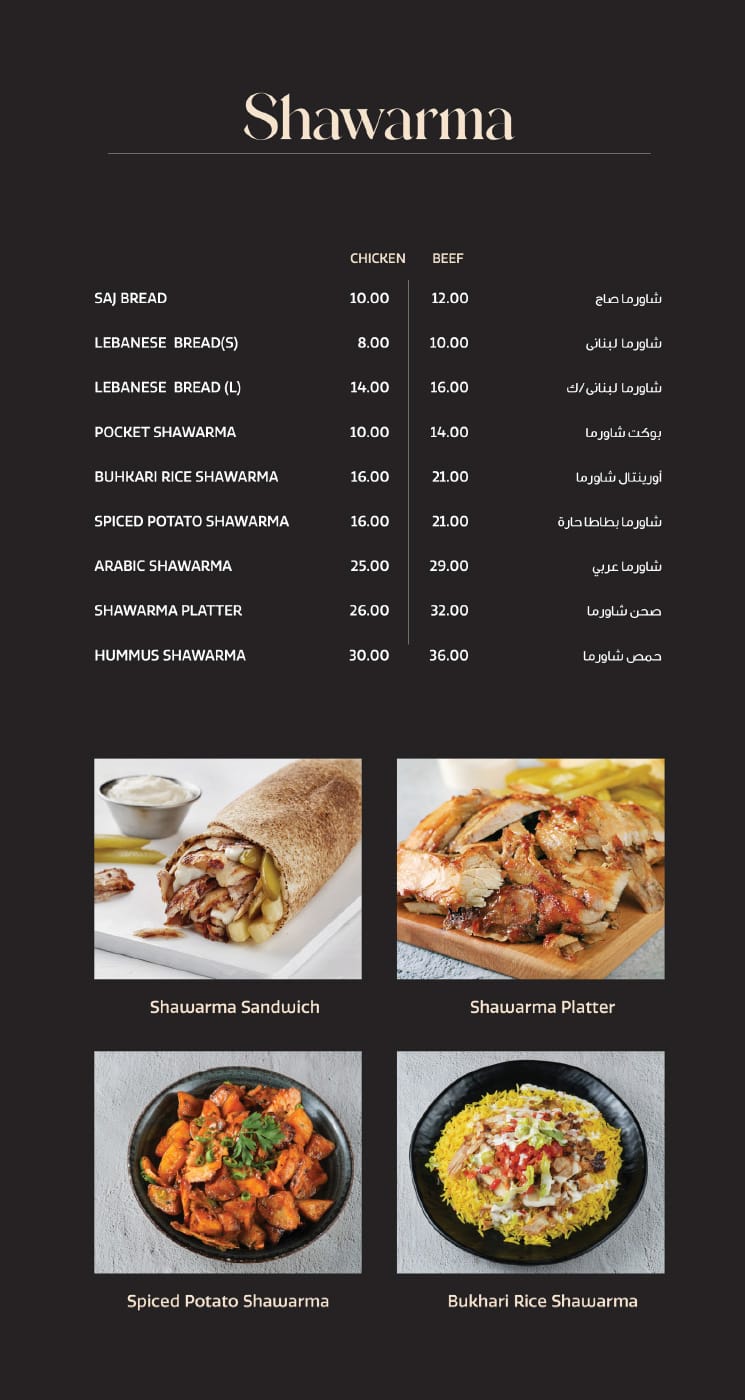 Shawarma
CHICKEN BEEF
SAJ BREAD 10.00 12.00 شاورما صاج
LEBANESE BREAD(S) 8.00 10.00 شاورما لبنانى
LEBANESE BREAD (L) 14.00 16.00 شاورما لبنانى/ك
POCKET SHAWARMA 10.00 14.00 بوكت شاورما
BUHKARI RICE SHAWARMA 16.00 21.00 أورينتال شاورما
SPICED POTATO SHAWARMA 16.00 21.00 شاورما بطاطا حارة
ARABIC SHAWARMA 25.00 29.00 شاورما عربي
SHAWARMA PLATTER 26.00 32.00 صحن شاورما
HUMMUS SHAWARMA 30.00 36.00 حمص شاورما
Shawarma Sandwich Shawarma Platter
Spiced Potato Shawarma Bukhari Rice Shawarma